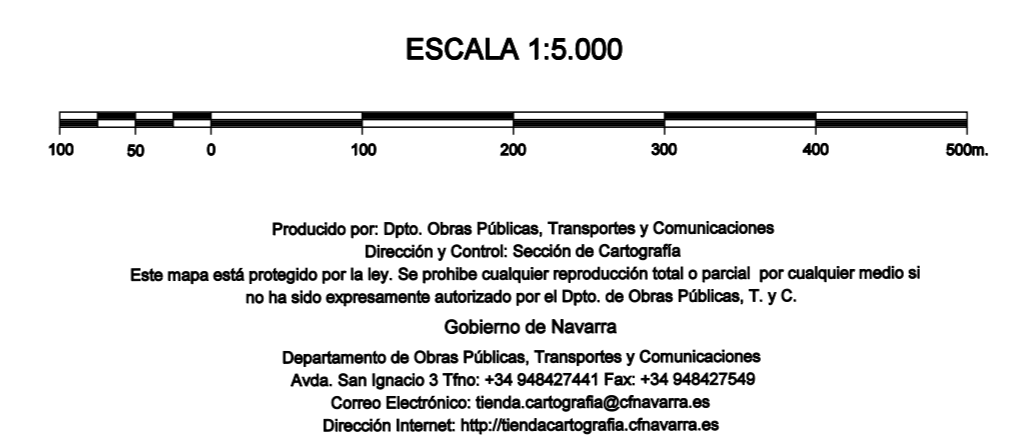 ESCALA 1:5.000
100 50 0 100 200 300 400 500m.
Producido por: Dpto. Obras Públicas, Transportes y Comunicaciones
Dirección y Control: Sección de Cartografía
Este mapa está protegido por la ley. Se prohibe cualquier reproducción total o parcial por cualquier medio si
no ha sido expresamente autorizado por el Dpto. de Obras Públicas, T. y C.
Gobierno de Navarra
Departamento de Obras Públicas, Transportes y Comunicaciones
Avda. San Ignacio 3 Tfno: +34 948427441 Fax: +34 948427549
Correo Electrónico: tienda.cartografia@cfnavarra.es
Dirección Internet: http://tiendacartografia.cfnavarra.es